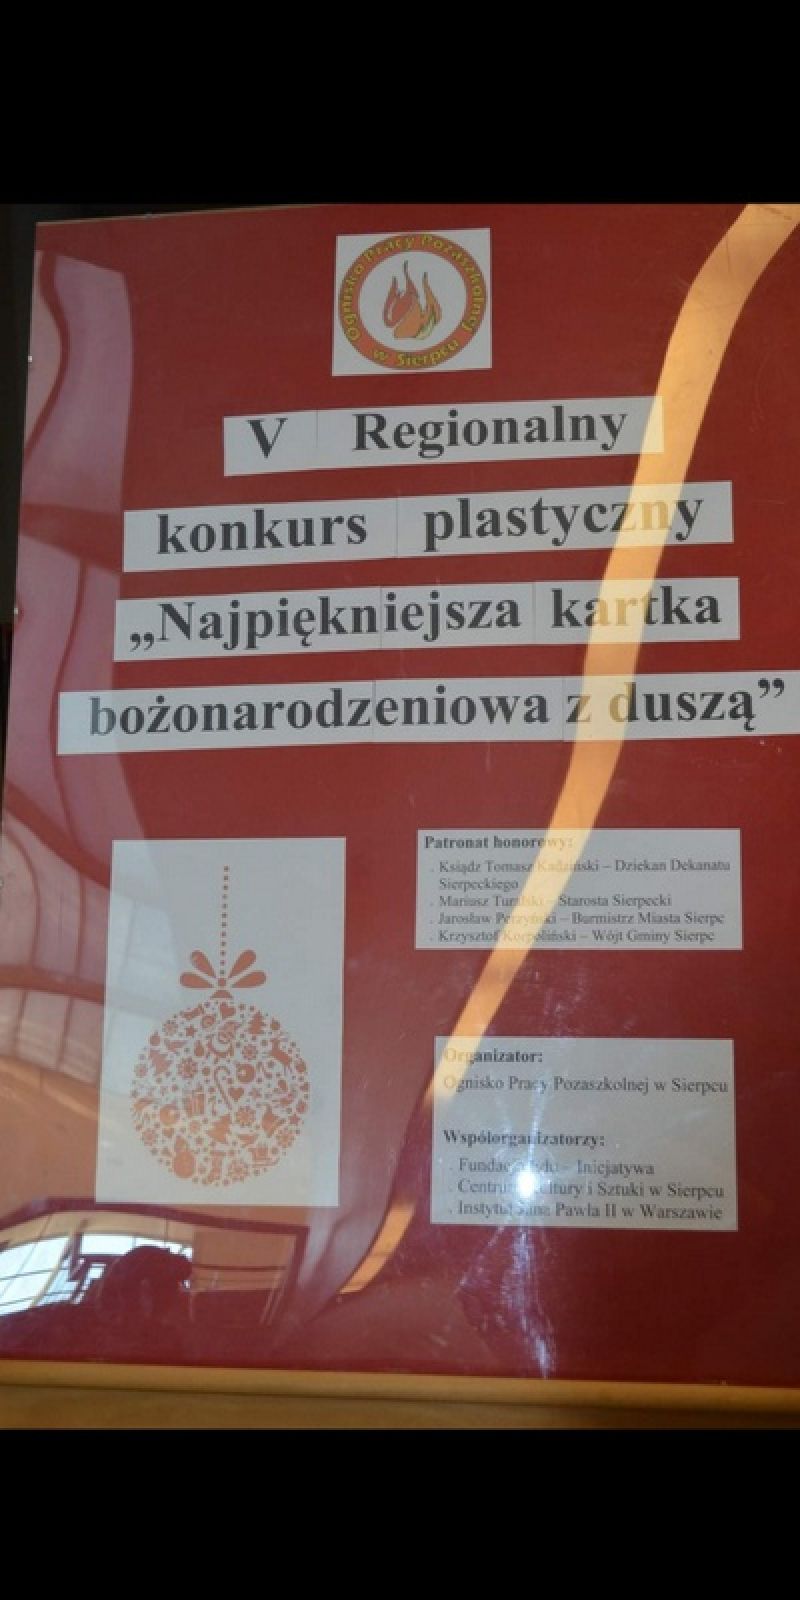 Ognisko Pracy Pozaszkolnej
w Sierpcu
V Regionalny
konkurs plastyczny
„Najpiękniejsza kartka
bożonarodzeniowa z duszą”
Patronat honorowy:
. Ksiądz Tomasz – Dziekan Dekanatu
Sierpeckiego
. Mariusz Turalski – Starosta Sierpecki
. Jarosław Perzyński – Burmistrz Miasta Sierpc
. Krzysztof Korpoliński – Wójt Gminy Sierpc
Organizator:
Ognisko Pracy Pozaszkolnej w Sierpcu
Współorganizatorzy:
. – Inicjatywa
. Centrum Kultury i Sztuki w Sierpcu
. Instytut Jana Pawła II w Warszawie